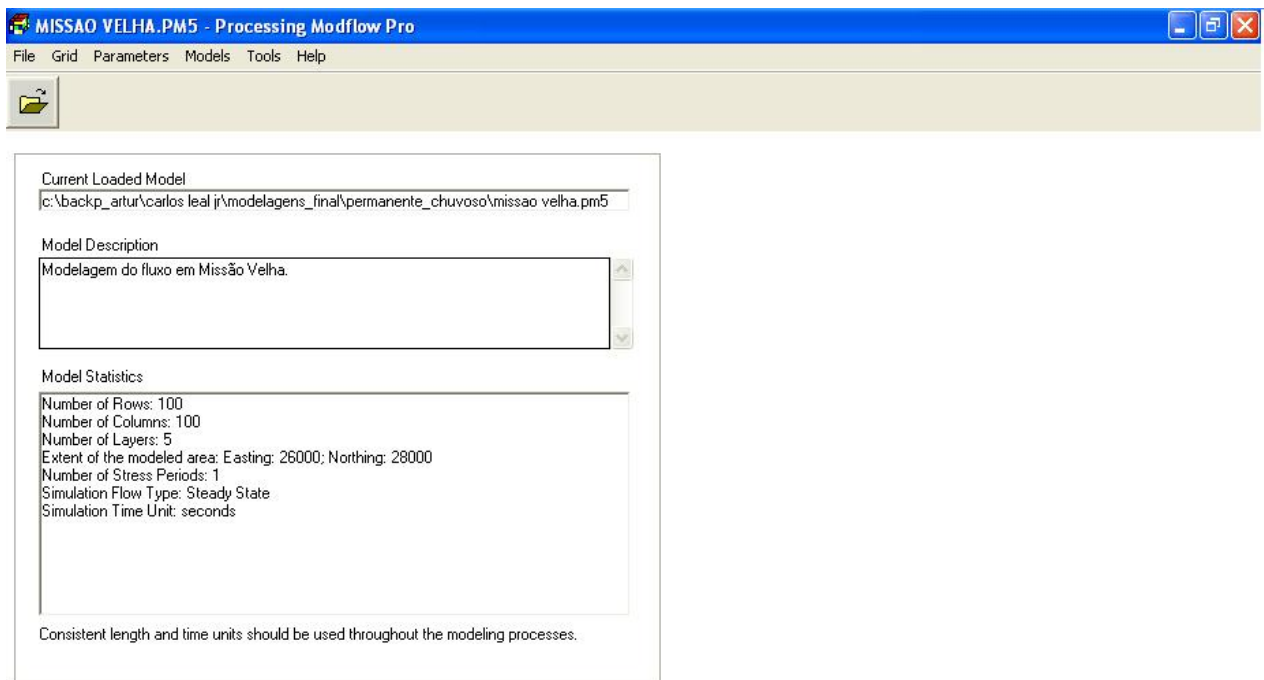 MISSAO VELHA.PM5 - Processing Modflow Pro
File Grid Parameters Models Tools Help
Current Loaded Model
c:\backp_artur\carlos leal jr\modelagens_final\permanente_chuvoso\missao velha.pm5
Model Description
Modelagem do fluxo em Missão Velha.
Model Statistics
Number of Rows: 100
Number of Columns: 100
Number of Layers: 5
Extent of the modeled area: Easting: 26000; Northing: 28000
Number of Stress Periods: 1
Simulation Flow Type: Steady State
Simulation Time Unit: seconds
Consistent length and time units should be used throughout the modeling processes.